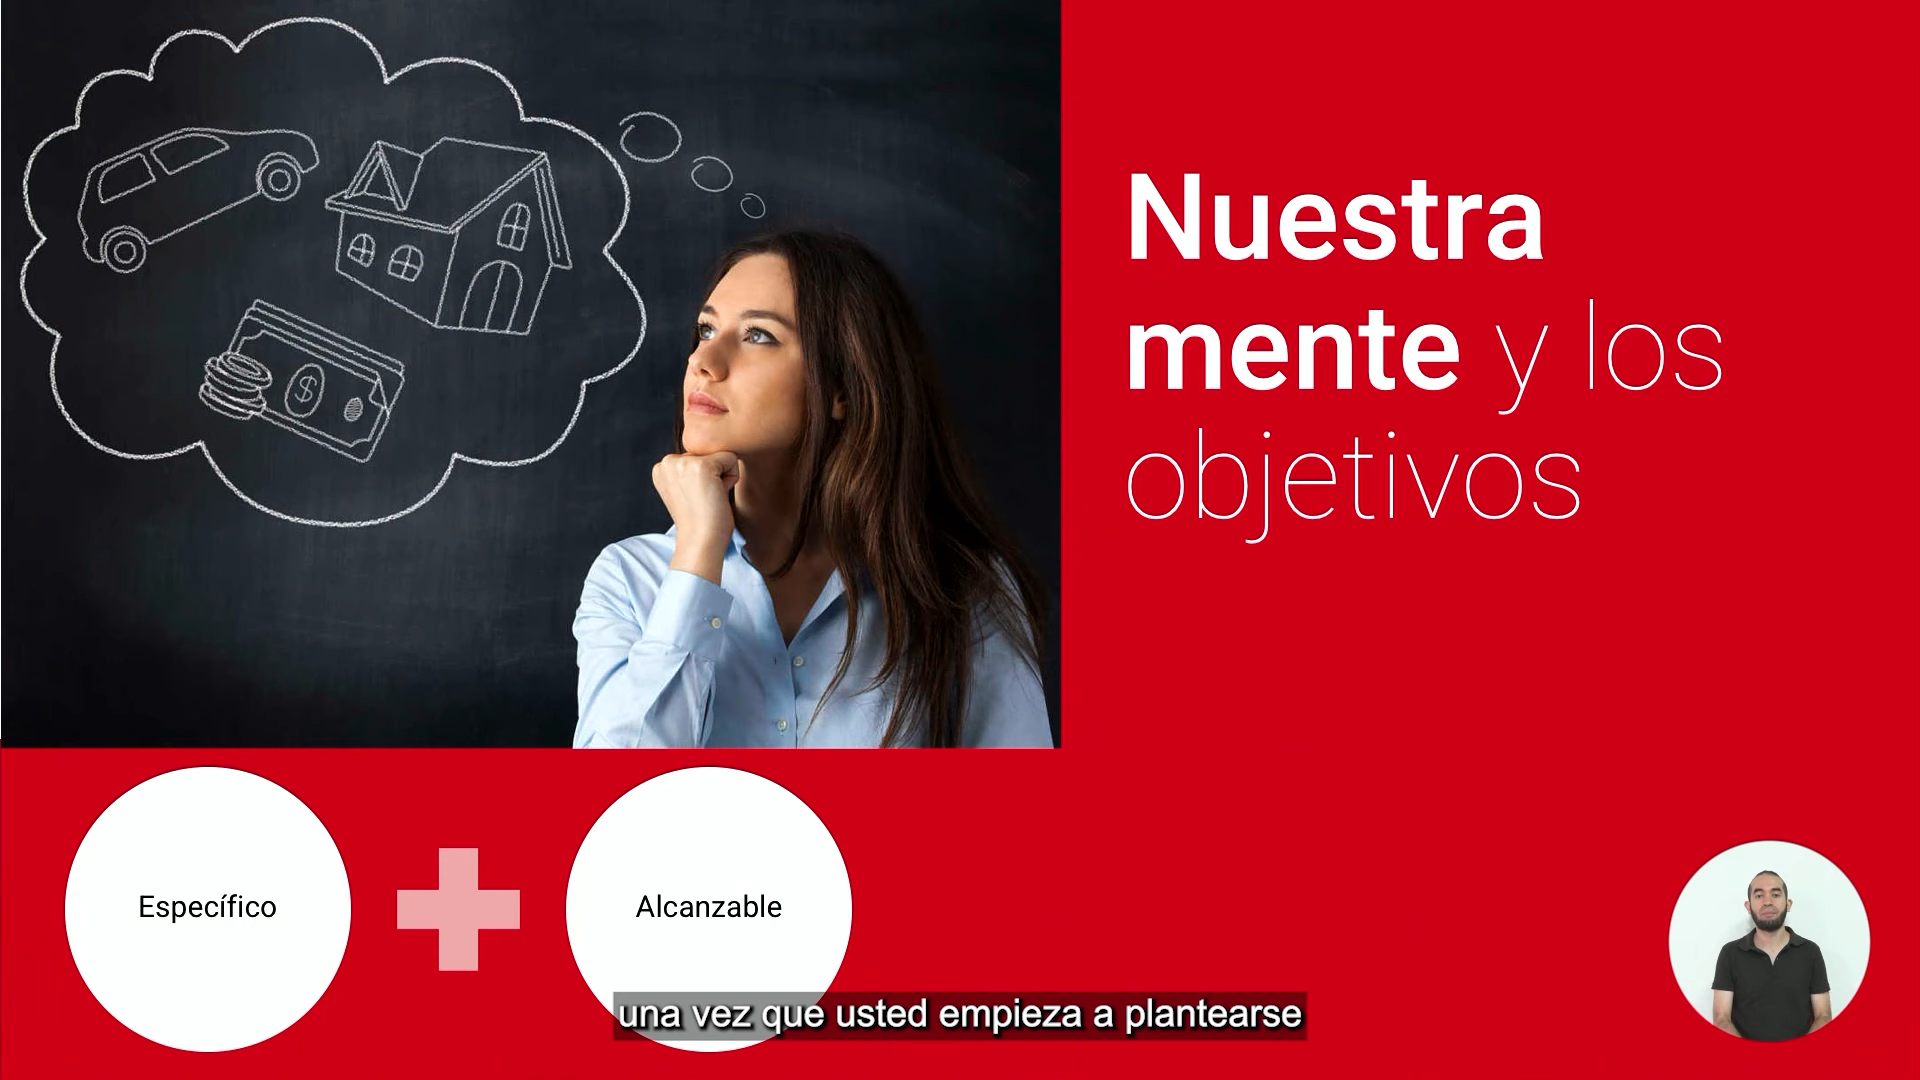 Nuestra
mente y los
objetivos
Específico
Alcanzable
una vez que usted empieza a plantearse